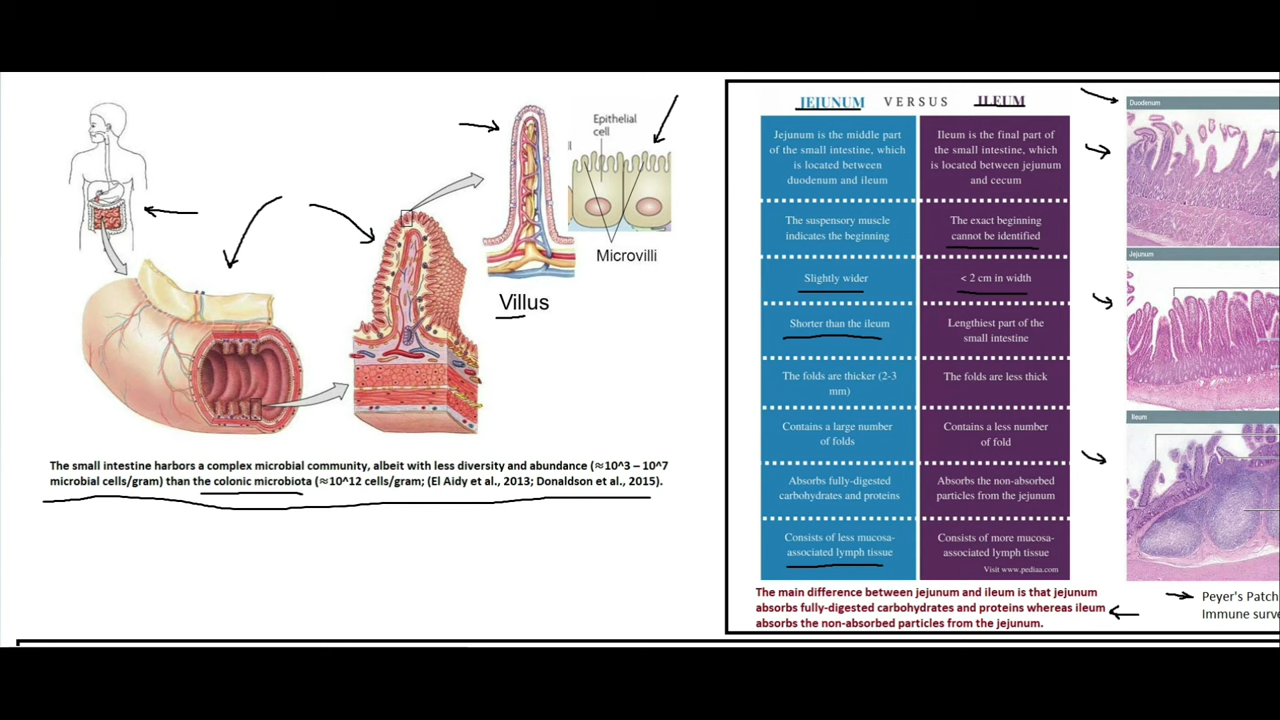 Epithelial
cell
Microvilli
Villus
The small intestine harbors a complex microbial community, albeit with less diversity and abundance (≈10^3 – 10^7
microbial cells/gram) than the colonic microbiota (≈10^12 cells/gram; (El Aidy et al., 2013; Donaldson et al., 2015).
JEJUNUM VERSUS ILEUM
Jejunum is the middle part
of the small intestine, which
is located between
duodenum and ileum
Ileum is the final part of
the small intestine, which
is located between jejunum
and cecum
The suspensory muscle
indicates the beginning
The exact beginning
cannot be identified
Slightly wider
< 2 cm in width
Shorter than the ileum
Lengthiest part of the
small intestine
The folds are thicker (2-3
mm)
The folds are less thick
Contains a large number
of folds
Contains a less number
of fold
Absorbs fully-digested
carbohydrates and proteins
Absorbs the non-absorbed
particles from the jejunum
Consists of less mucosa-
associated lymph tissue
Consists of more mucosa-
associated lymph tissue
Visit www.pediaa.com
The main difference between jejunum and ileum is that jejunum
absorbs fully-digested carbohydrates and proteins whereas ileum
absorbs the non-absorbed particles from the jejunum.
Duodenum
Jejunum
Ileum
Peyer's Patch
Immune surve